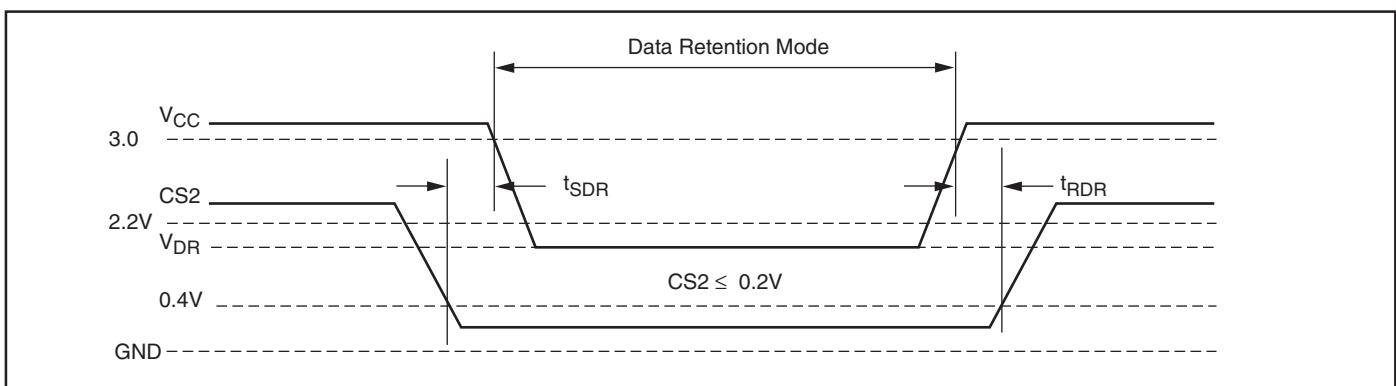 Data Retention Mode
VCC
3.0
tSDR
tRDR
CS2
2.2V
VDR
CS2 ≤ 0.2V
0.4V
GND